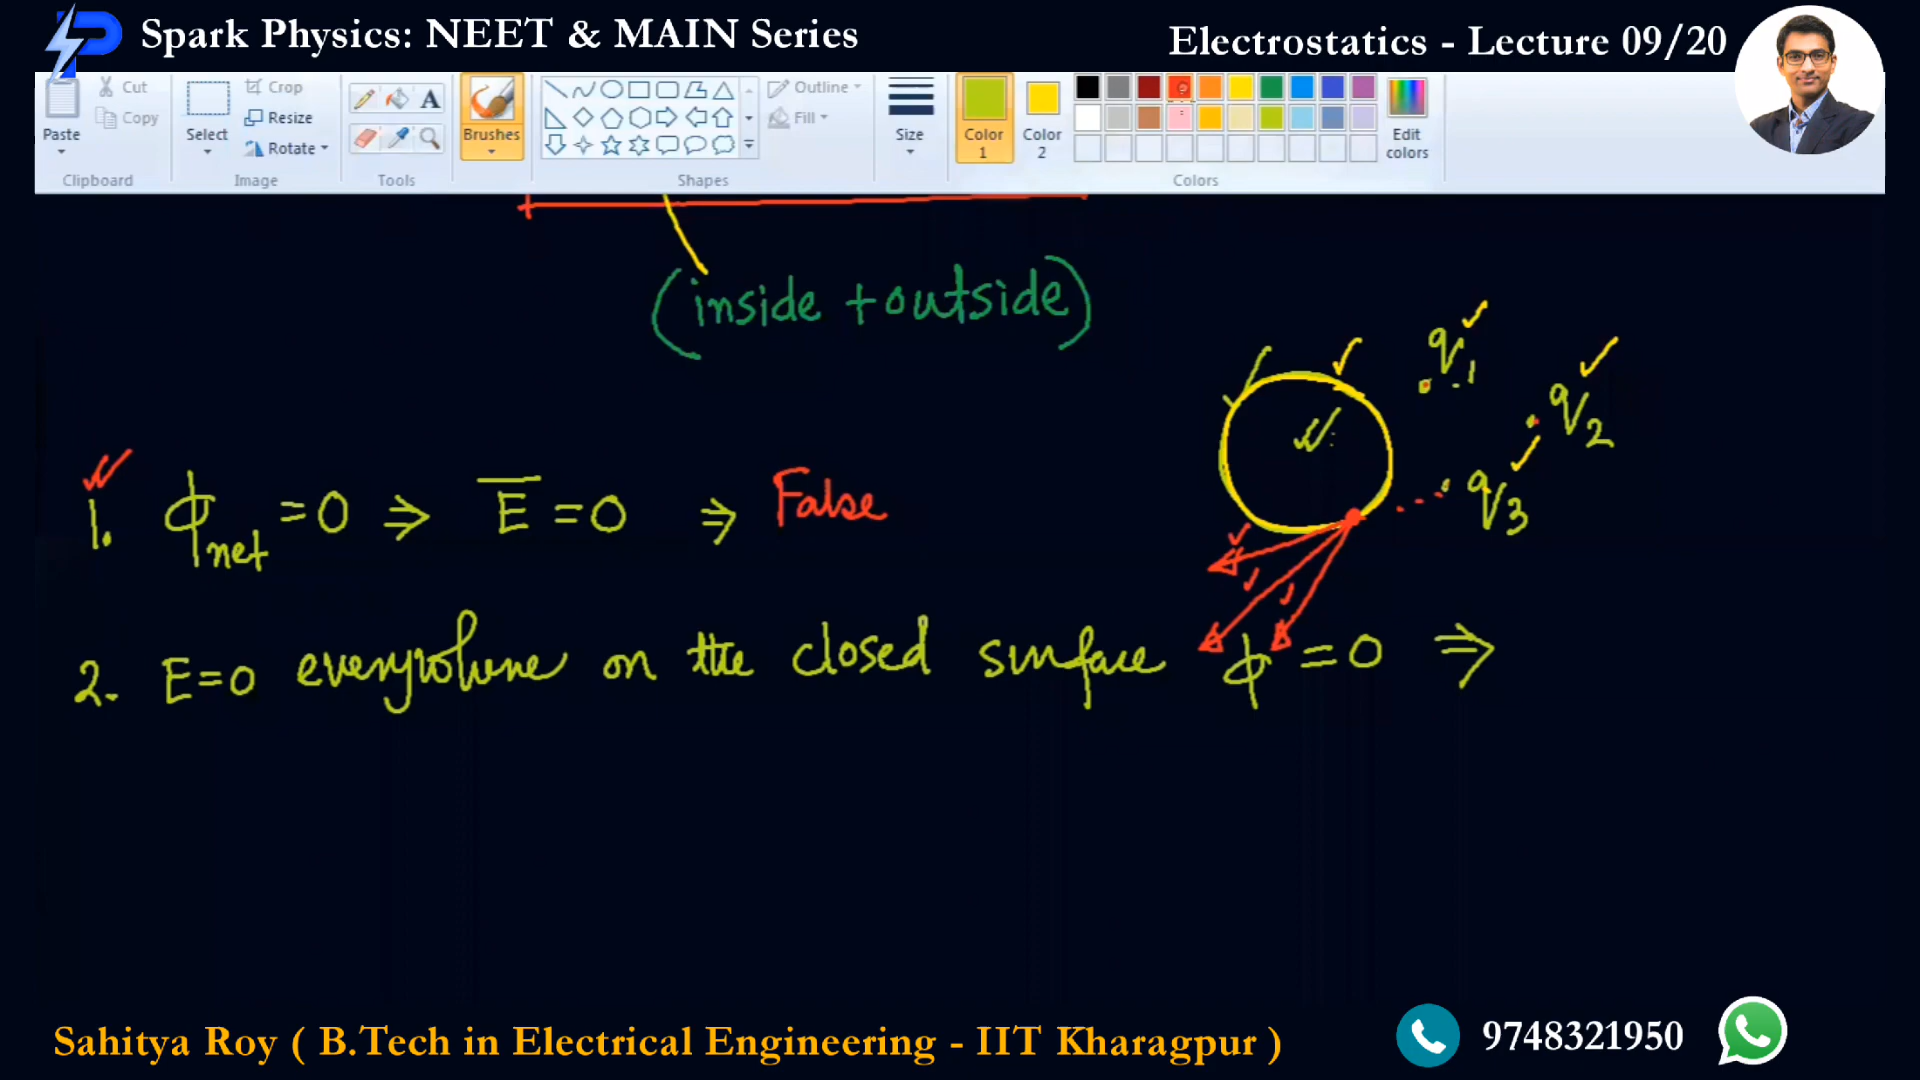 Spark Physics: NEET & MAIN Series
Electrostatics - Lecture 09/20
Cut
Copy
Paste
Clipboard
Crop
Resize
Rotate
Select
Image
A
Tools
Brushes
Outline
Fill
Shapes
Size
Color 1
Color 2
Edit colors
Colors
(inside + outside)
q1
q2
q3
1. ϕnet = 0 ⇒ E̅ = 0 ⇒ False
2. E=0 everywhere on the closed surface ϕ = 0 ⇒
Sahitya Roy ( B.Tech in Electrical Engineering - IIT Kharagpur )
9748321950